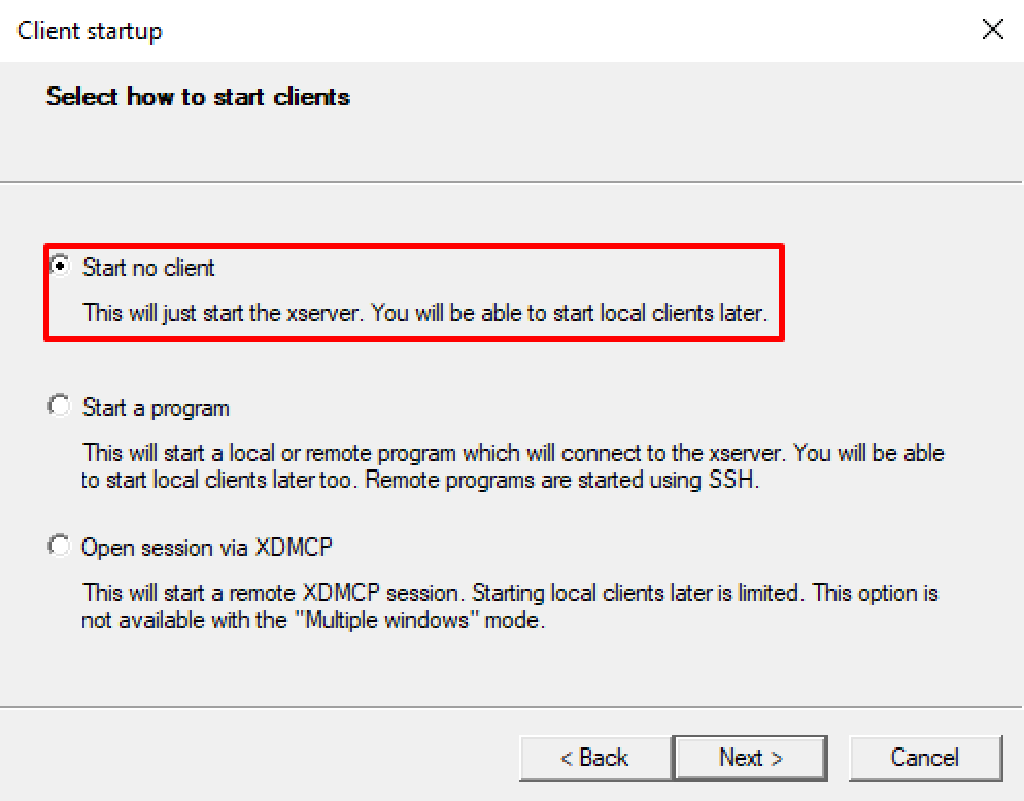 Client startup
Select how to start clients
Start no client
This will just start the xserver. You will be able to start local clients later.
Start a program
This will start a local or remote program which will connect to the xserver. You will be able
to start local clients later too. Remote programs are started using SSH.
Open session via XDMCP
This will start a remote XDMCP session. Starting local clients later is limited. This option is
not available with the "Multiple windows" mode.
< Back Next > Cancel